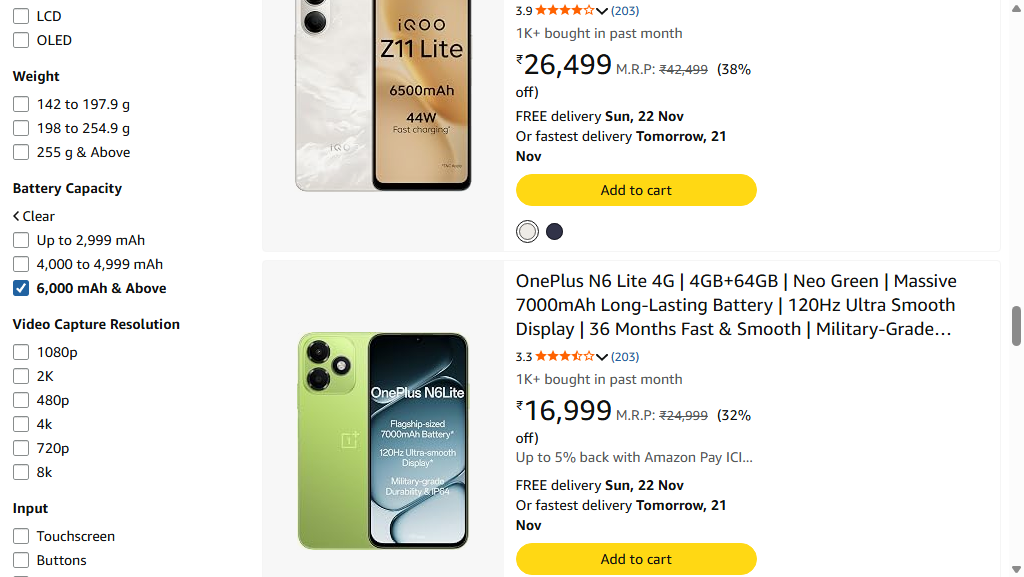 LCD
OLED
Weight
142 to 197.9 g
198 to 254.9 g
255 g & Above
Battery Capacity
Clear
Up to 2,999 mAh
4,000 to 4,999 mAh
6,000 mAh & Above
Video Capture Resolution
1080p
2K
480p
4k
720p
8k
Input
Touchscreen
Buttons
iQOO
Z11 Lite
6500mAh
44W
Fast charging*
iQOO
3.9 (203)
1K+ bought in past month
₹26,499 M.R.P: ₹42,499 (38%
off)
FREE delivery Sun, 22 Nov
Or fastest delivery Tomorrow, 21
Nov
Add to cart
OnePlus N6Lite
Flagship-sized
7000mAh Battery*
120Hz Ultra-smooth
Display*
Military-grade
Durability & IP64
OnePlus N6 Lite 4G | 4GB+64GB | Neo Green | Massive
7000mAh Long-Lasting Battery | 120Hz Ultra Smooth
Display | 36 Months Fast & Smooth | Military-Grade…
3.3 (203)
1K+ bought in past month
₹16,999 M.R.P: ₹24,999 (32%
off)
Up to 5% back with Amazon Pay ICI…
FREE delivery Sun, 22 Nov
Or fastest delivery Tomorrow, 21
Nov
Add to cart